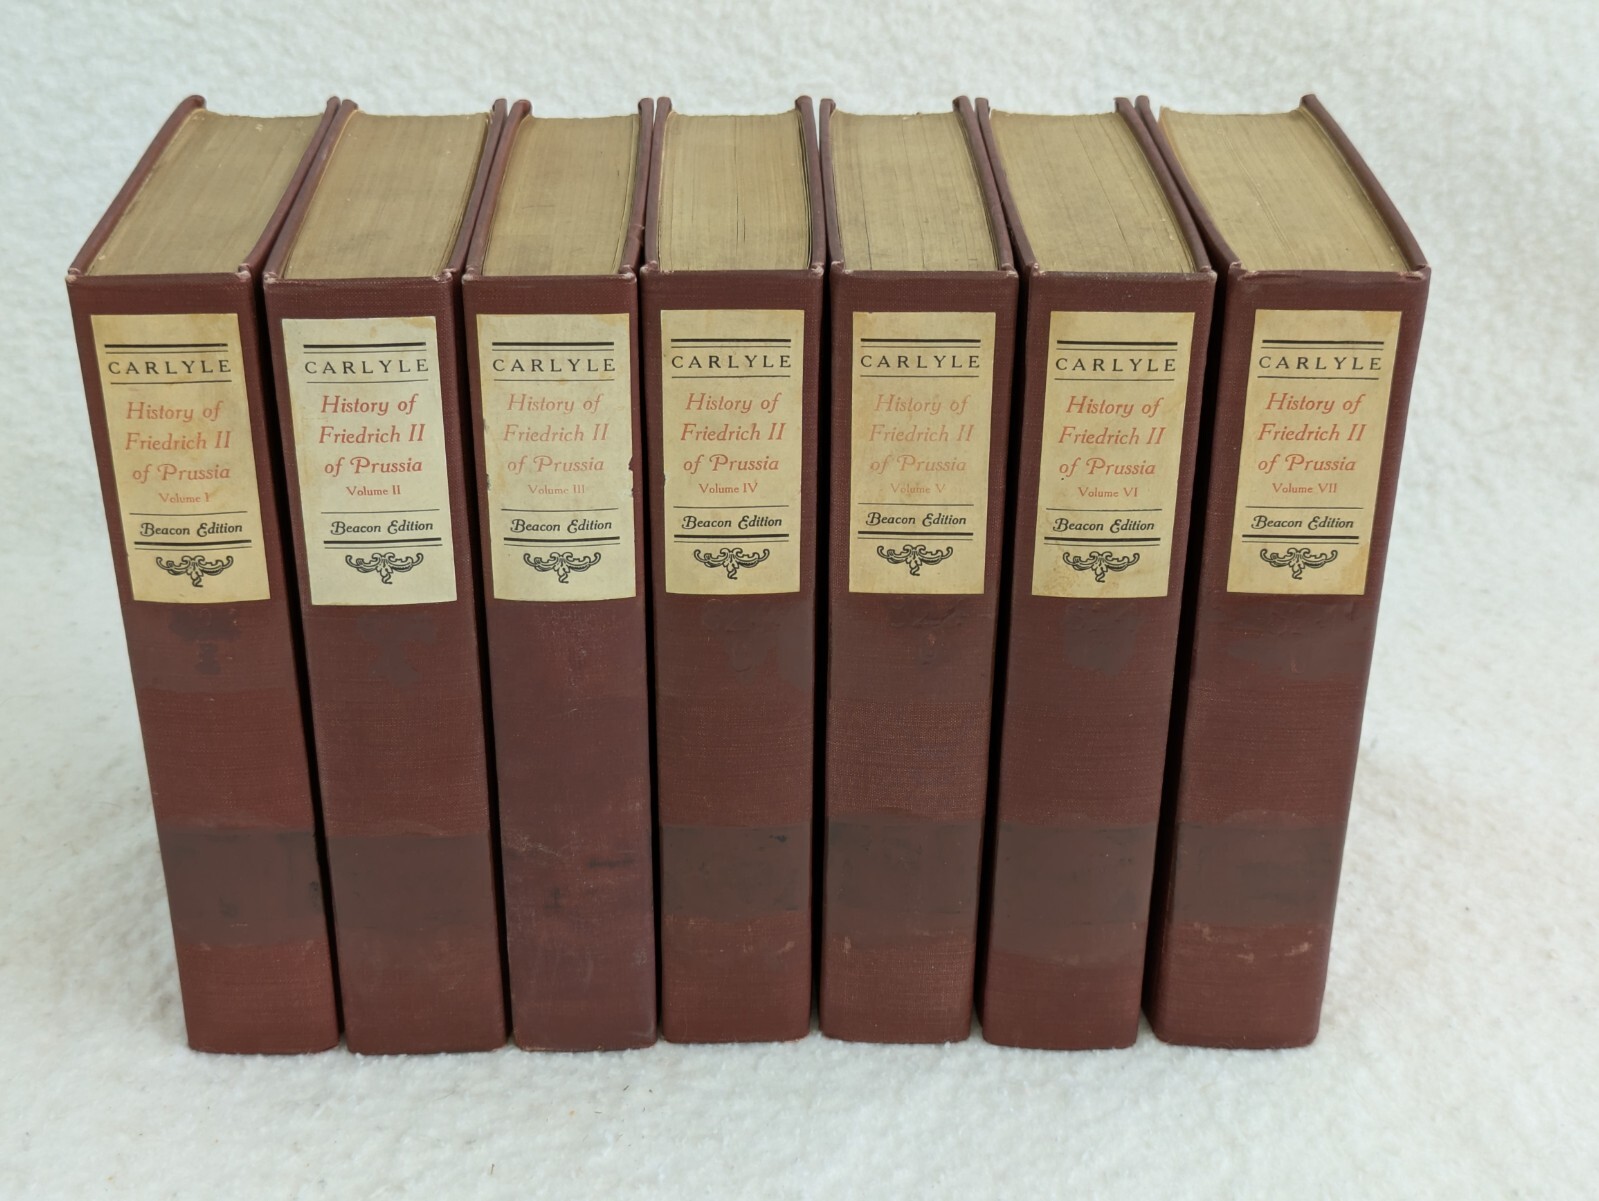 CARLYLE
History of
Friedrich II
of Prussia
Volume I
Beacon Edition
CARLYLE
History of
Friedrich II
of Prussia
Volume II
Beacon Edition
CARLYLE
History of
Friedrich II
of Prussia
Volume III
Beacon Edition
CARLYLE
History of
Friedrich II
of Prussia
Volume IV
Beacon Edition
CARLYLE
History of
Friedrich II
of Prussia
Volume V
Beacon Edition
CARLYLE
History of
Friedrich II
of Prussia
Volume VI
Beacon Edition
CARLYLE
History of
Friedrich II
of Prussia
Volume VII
Beacon Edition